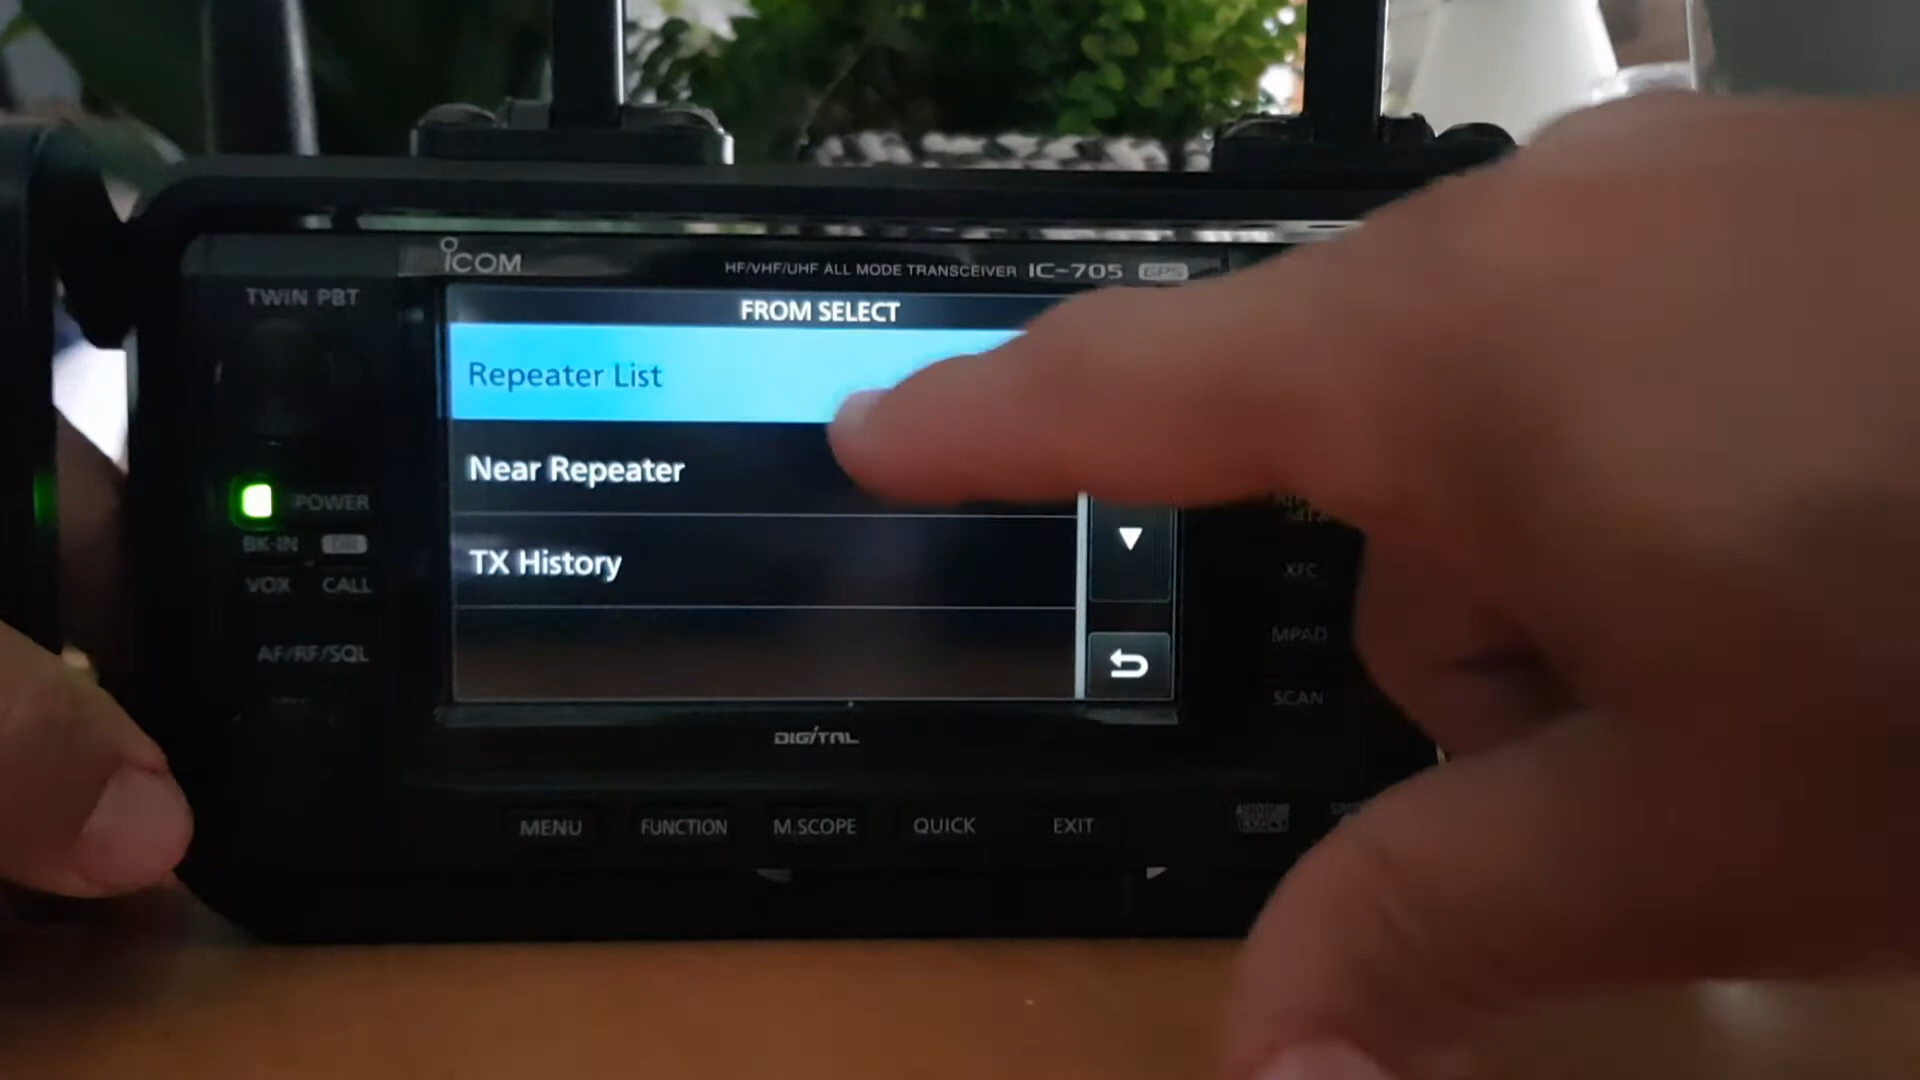 ICOM
HF/VHF/UHF ALL MODE TRANSCEIVER IC-705 GPS
TWIN PBT
FROM SELECT
Repeater List
Near Repeater
TX History
POWER
BK-IN
VOX CALL
AF/RF/SQL
XFC
MPAD
SCAN
DIGITAL
MENU FUNCTION M.SCOPE QUICK EXIT